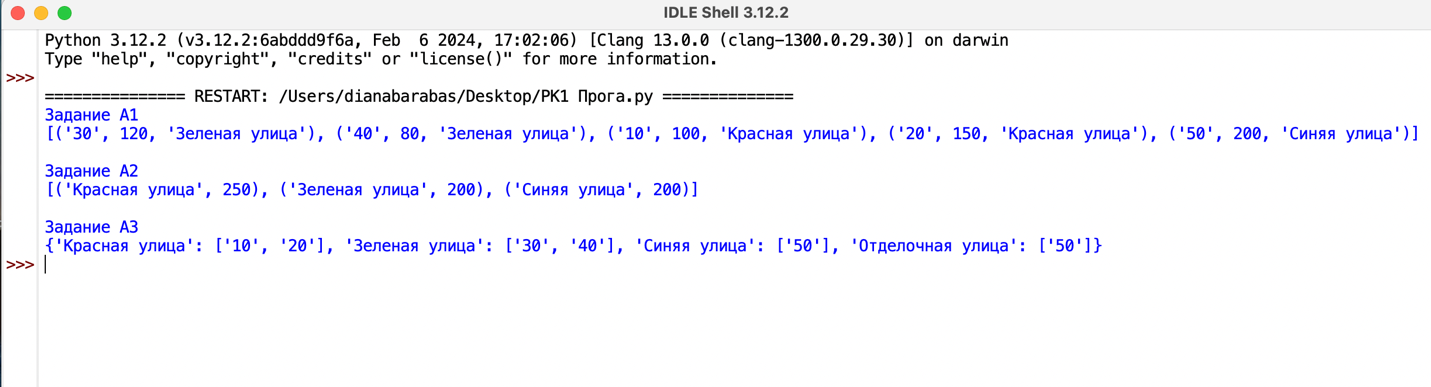 IDLE Shell 3.12.2
Python 3.12.2 (v3.12.2:6abddd9f6a, Feb  6 2024, 17:02:06) [Clang 13.0.0 (clang-1300.0.29.30)] on darwin
Type "help", "copyright", "credits" or "license()" for more information.
>>>
=============== RESTART: /Users/dianabarabas/Desktop/РК1 Прога.py ==============
Задание А1
[('30', 120, 'Зеленая улица'), ('40', 80, 'Зеленая улица'), ('10', 100, 'Красная улица'), ('20', 150, 'Красная улица'), ('50', 200, 'Синяя улица')]
Задание А2
[('Красная улица', 250), ('Зеленая улица', 200), ('Синяя улица', 200)]
Задание А3
{'Красная улица': ['10', '20'], 'Зеленая улица': ['30', '40'], 'Синяя улица': ['50'], 'Отделочная улица': ['50']}
>>>